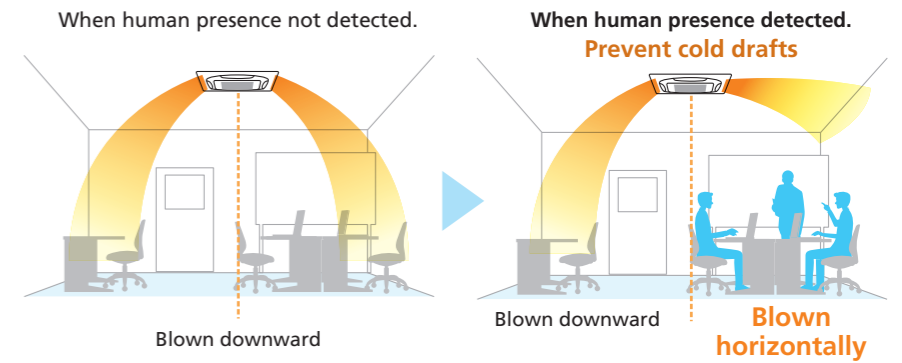 When human presence not detected.
When human presence detected.
Prevent cold drafts
Blown downward
Blown downward
Blown
horizontally